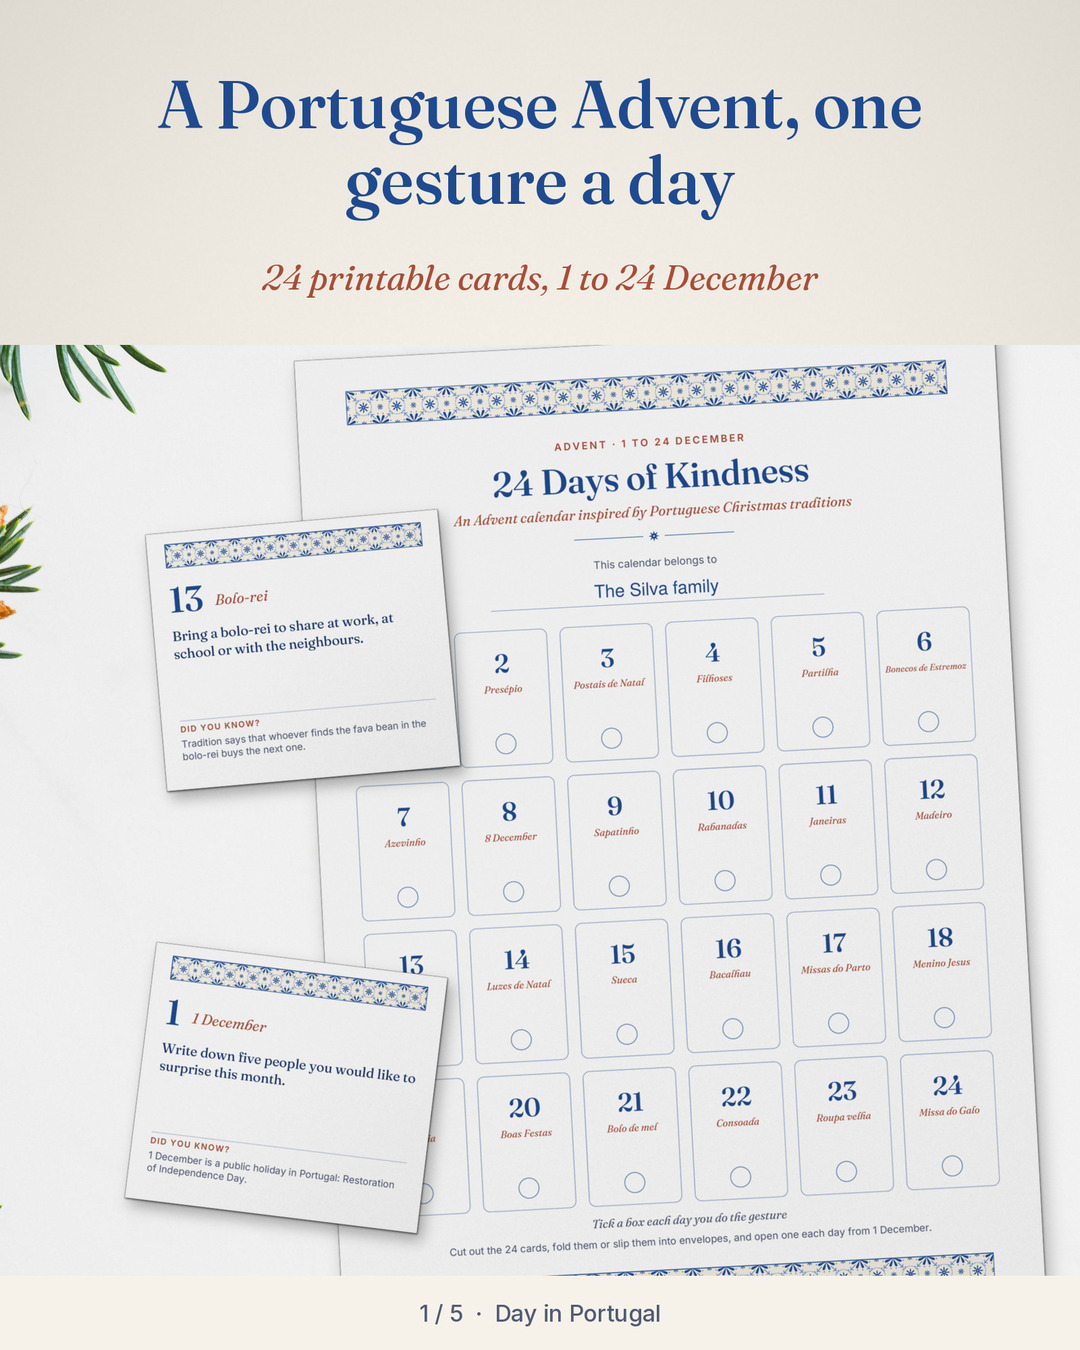 A Portuguese Advent, one
gesture a day
24 printable cards, 1 to 24 December
ADVENT · 1 TO 24 DECEMBER
24 Days of Kindness
An Advent calendar inspired by Portuguese Christmas traditions
This calendar belongs to
The Silva family
13 Bolo-rei
Bring a bolo-rei to share at work, at
school or with the neighbours.
DID YOU KNOW?
Tradition says that whoever finds the fava bean in the
bolo-rei buys the next one.
2
Presépio
3
Postais de Natal
4
Filhoses
5
Partilha
6
Bonecos de Estremoz
7
Azevinho
8
8 December
9
Sapatinho
10
Rabanadas
11
Janeiras
12
Madeiro
13
14
Luzes de Natal
15
Sueca
16
Bacalhau
17
Missas do Parto
18
Menino Jesus
1 1 December
Write down five people you would like to
surprise this month.
DID YOU KNOW?
1 December is a public holiday in Portugal: Restoration
of Independence Day.
ia
20
Boas Festas
21
Bolo de mel
22
Consoada
23
Roupa velha
24
Missa do Galo
Tick a box each day you do the gesture
Cut out the 24 cards, fold them or slip them into envelopes, and open one each day from 1 December.
1 / 5 · Day in Portugal